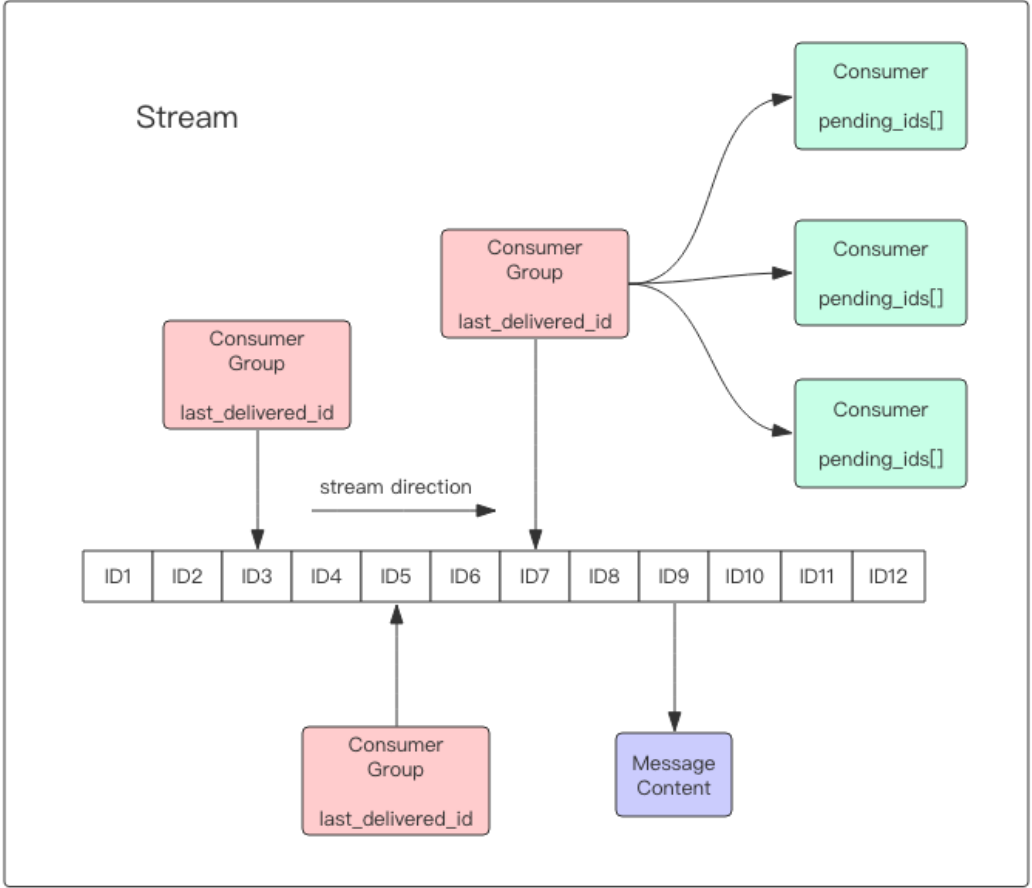 Stream
Consumer
pending_ids[]
Consumer
Group
last_delivered_id
Consumer
pending_ids[]
Consumer
Group
last_delivered_id
Consumer
pending_ids[]
stream direction
ID1 ID2 ID3 ID4 ID5 ID6 ID7 ID8 ID9 ID10 ID11 ID12
Consumer
Group
last_delivered_id
Message
Content